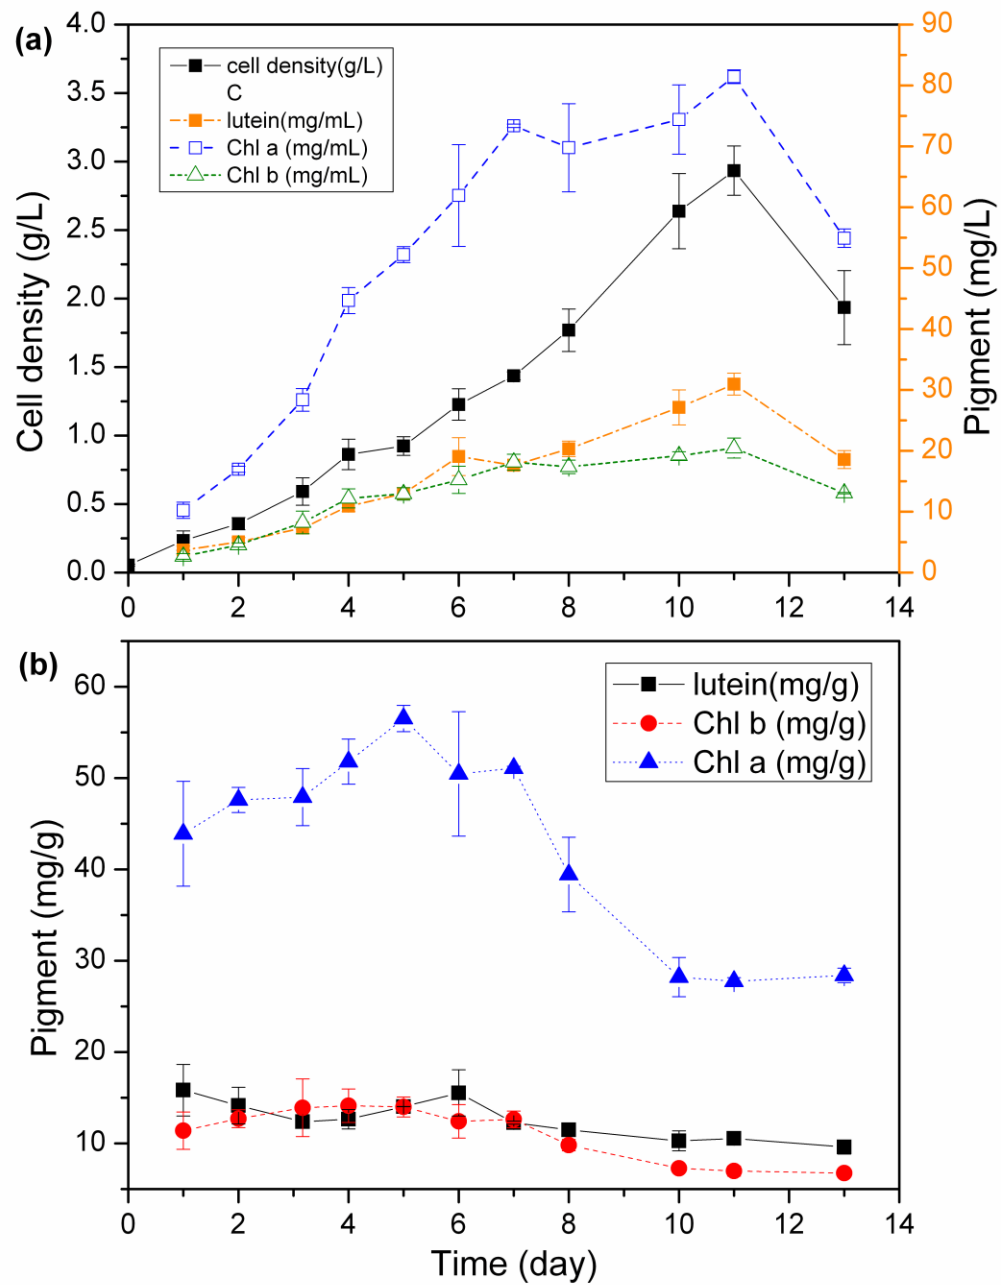 (a)
4.0
3.5
3.0
2.5
2.0
1.5
1.0
0.5
0.0
Cell density (g/L)
cell density(g/L)
C
lutein(mg/mL)
Chl a (mg/mL)
Chl b (mg/mL)
90
80
70
60
50
40
30
20
10
0
Pigment (mg/L)
0 2 4 6 8 10 12 14
(b)
60
50
40
30
20
10
Pigment (mg/g)
lutein(mg/g)
Chl b (mg/g)
Chl a (mg/g)
0 2 4 6 8 10 12 14
Time (day)